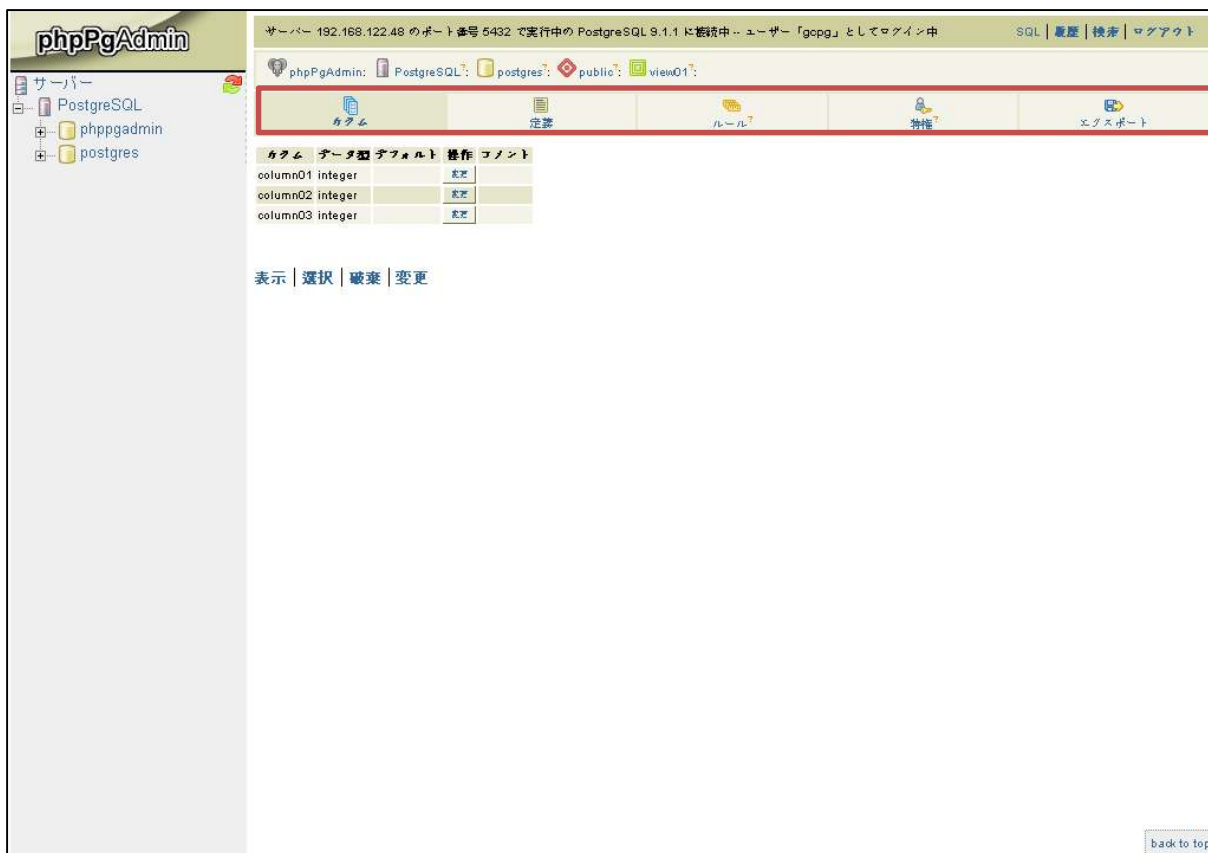 phpPgAdmin
サーバー 192.168.122.48 のポート番号 5432 で実行中の PostgreSQL 9.1.1 に接続中 -- ユーザー 「gopg」としてログイン中
SQL | 履歴 | 検索 | ログアウト
phpPgAdmin: PostgreSQL?: postgres?: public?: view01?:
サーバー
PostgreSQL
phppgadmin
postgres
カラム 定義 ルール? 特権? エクスポート
カラム データ型 デフォルト 操作 コメント
column01 integer 変更
column02 integer 変更
column03 integer 変更
表示 | 選択 | 破棄 | 変更
back to top